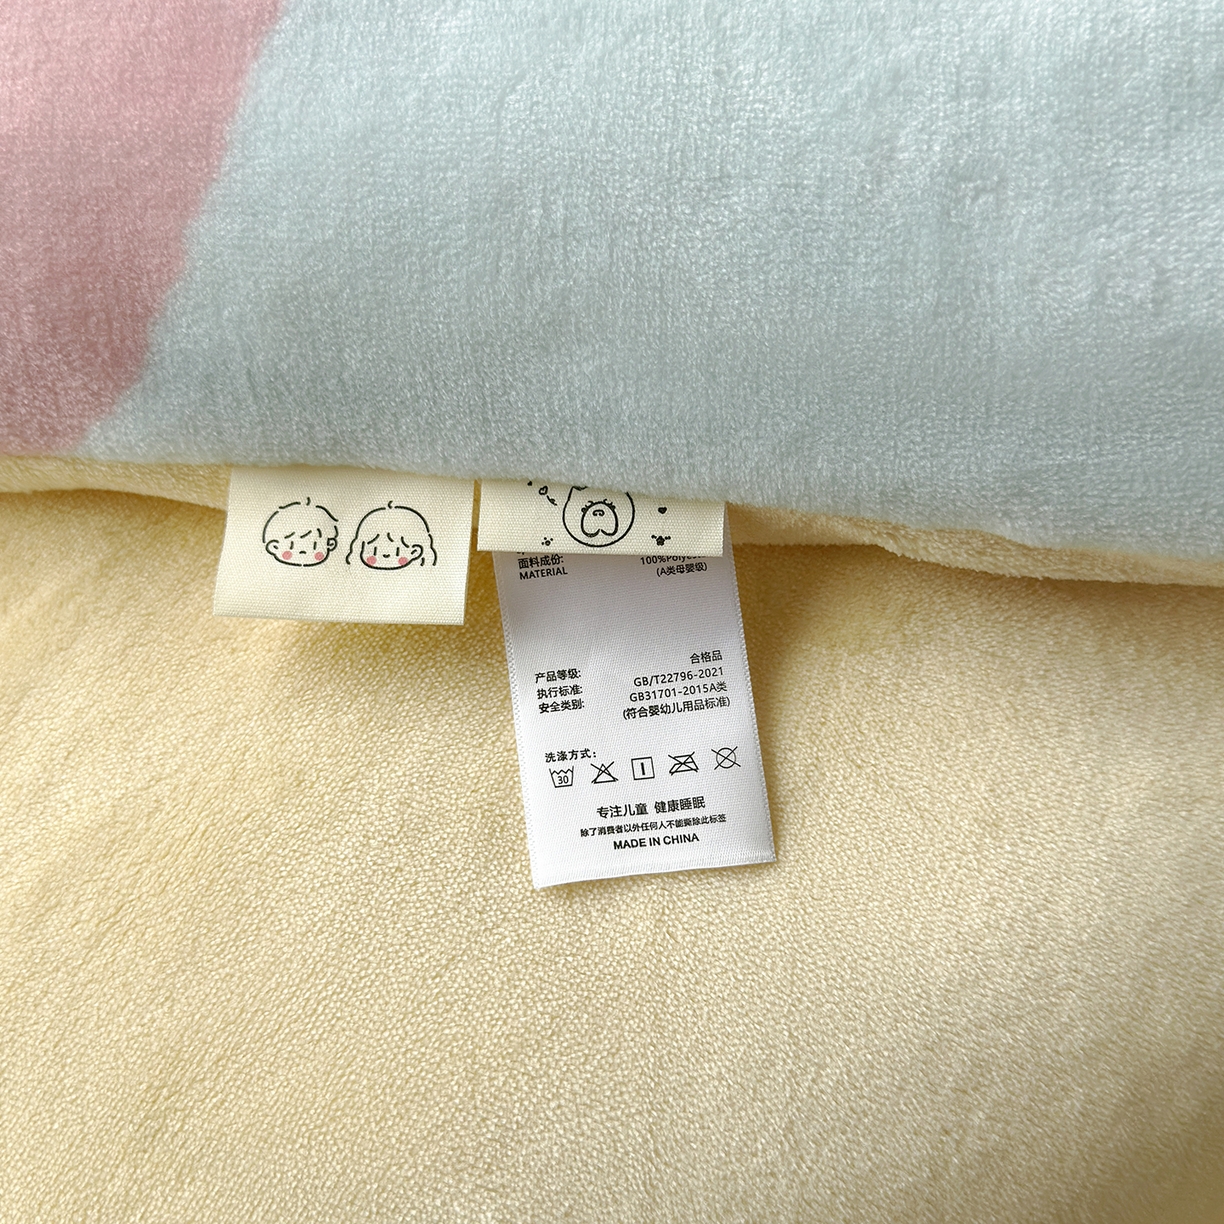 面料成份: 100%Polyester
MATERIAL (A类母婴级)
合格品
产品等级: GB/T22796-2021
执行标准: GB31701-2015A类
安全类别: (符合婴幼儿用品标准)
洗涤方式:
30
专注儿童 健康睡眠
除了消费者以外任何人不能撕除此标签
MADE IN CHINA